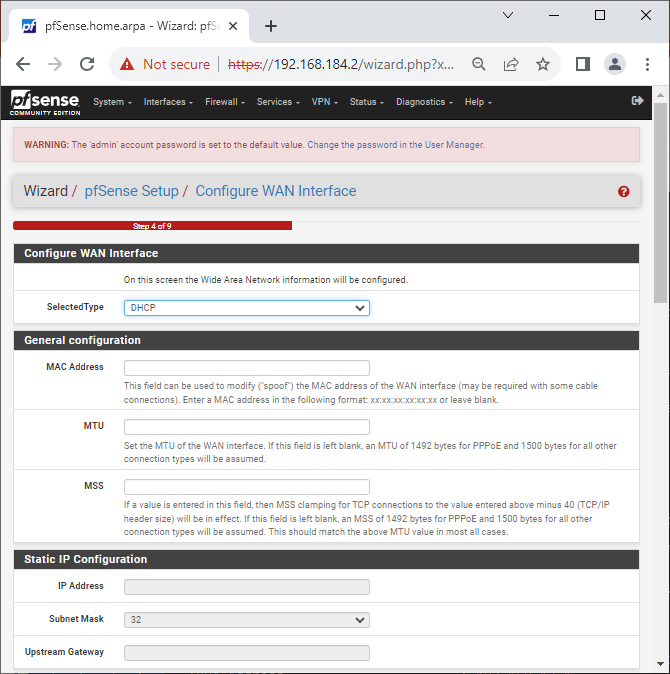 pfSense.home.arpa - Wizard: pfSe
Not secure https://192.168.184.2/wizard.php?x...
pfsense
COMMUNITY EDITION
System Interfaces Firewall Services VPN Status Diagnostics Help
WARNING: The 'admin' account password is set to the default value. Change the password in the User Manager.
Wizard / pfSense Setup / Configure WAN Interface
Step 4 of 9
Configure WAN Interface
On this screen the Wide Area Network information will be configured.
SelectedType DHCP
General configuration
MAC Address
This field can be used to modify ("spoof") the MAC address of the WAN interface (may be required with some cable
connections). Enter a MAC address in the following format: xx:xx:xx:xx:xx:xx or leave blank.
MTU
Set the MTU of the WAN interface. If this field is left blank, an MTU of 1492 bytes for PPPoE and 1500 bytes for all other
connection types will be assumed.
MSS
If a value is entered in this field, then MSS clamping for TCP connections to the value entered above minus 40 (TCP/IP
header size) will be in effect. If this field is left blank, an MSS of 1492 bytes for PPPoE and 1500 bytes for all other
connection types will be assumed. This should match the above MTU value in most all cases.
Static IP Configuration
IP Address
Subnet Mask 32
Upstream Gateway